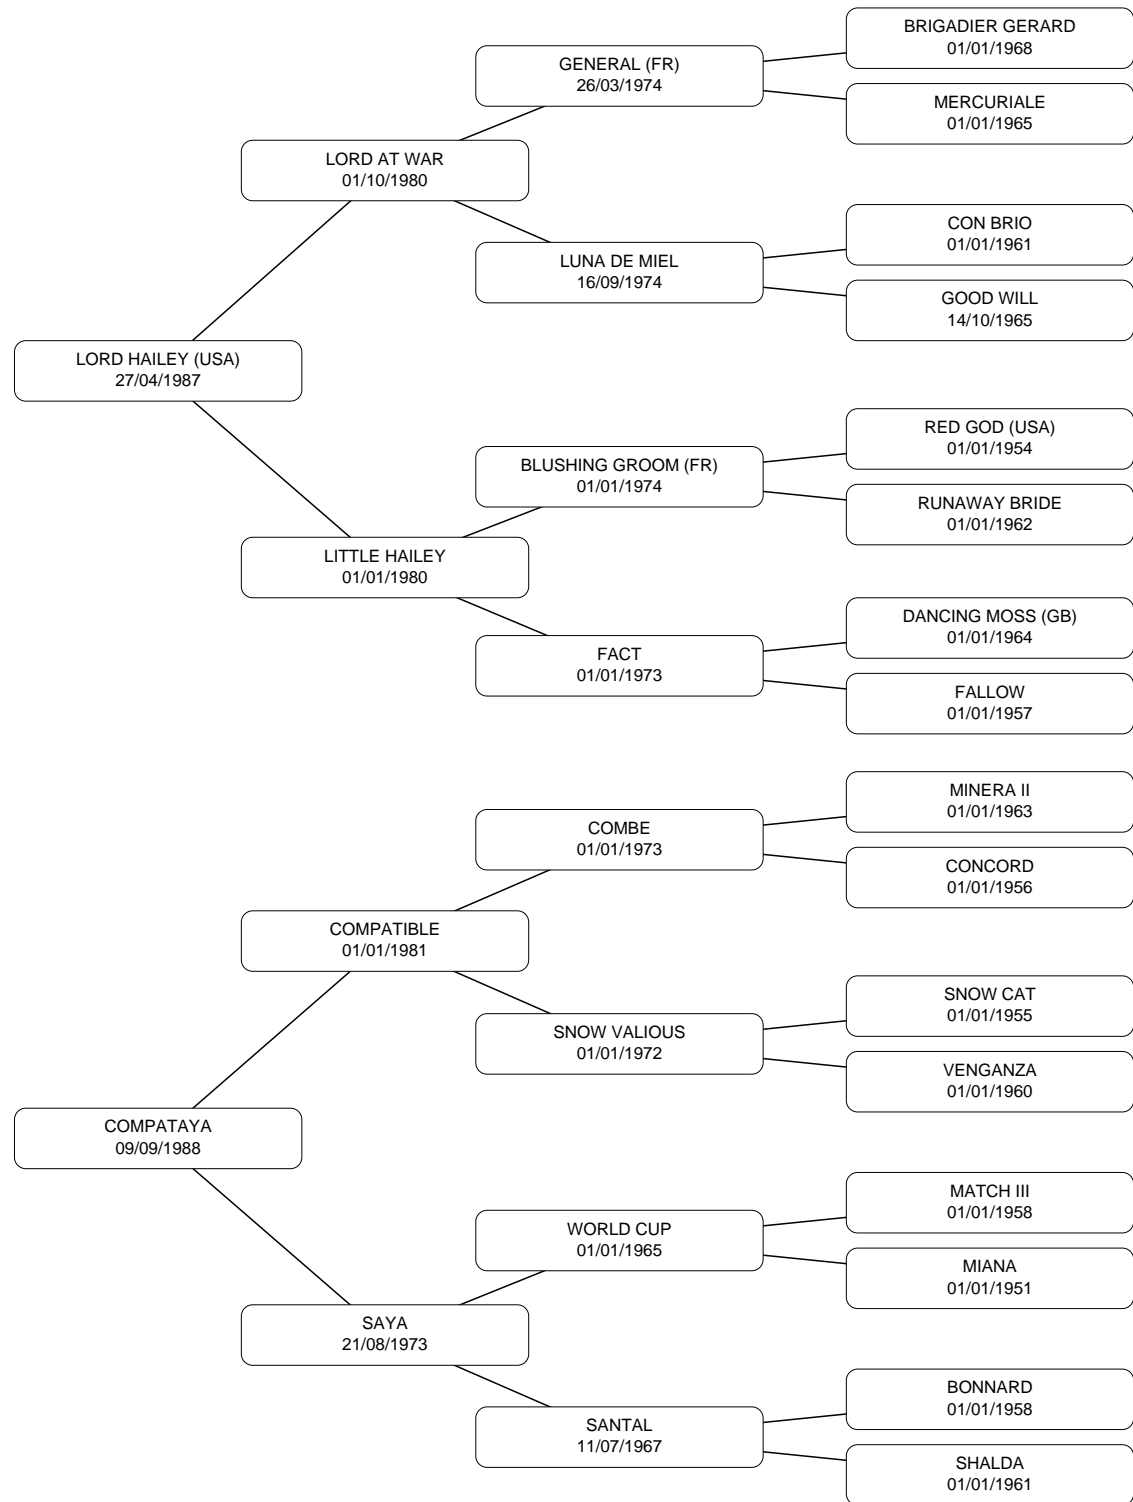 BRIGADIER GERARD
01/01/1968
GENERAL (FR)
26/03/1974
MERCURIALE
01/01/1965
LORD AT WAR
01/10/1980
CON BRIO
01/01/1961
LUNA DE MIEL
16/09/1974
GOOD WILL
14/10/1965
LORD HAILEY (USA)
27/04/1987
RED GOD (USA)
01/01/1954
BLUSHING GROOM (FR)
01/01/1974
RUNAWAY BRIDE
01/01/1962
LITTLE HAILEY
01/01/1980
DANCING MOSS (GB)
01/01/1964
FACT
01/01/1973
FALLOW
01/01/1957
MINERA II
01/01/1963
COMBE
01/01/1973
CONCORD
01/01/1956
COMPATIBLE
01/01/1981
SNOW CAT
01/01/1955
SNOW VALIOUS
01/01/1972
VENGANZA
01/01/1960
COMPATAYA
09/09/1988
MATCH III
01/01/1958
WORLD CUP
01/01/1965
MIANA
01/01/1951
SAYA
21/08/1973
BONNARD
01/01/1958
SANTAL
11/07/1967
SHALDA
01/01/1961